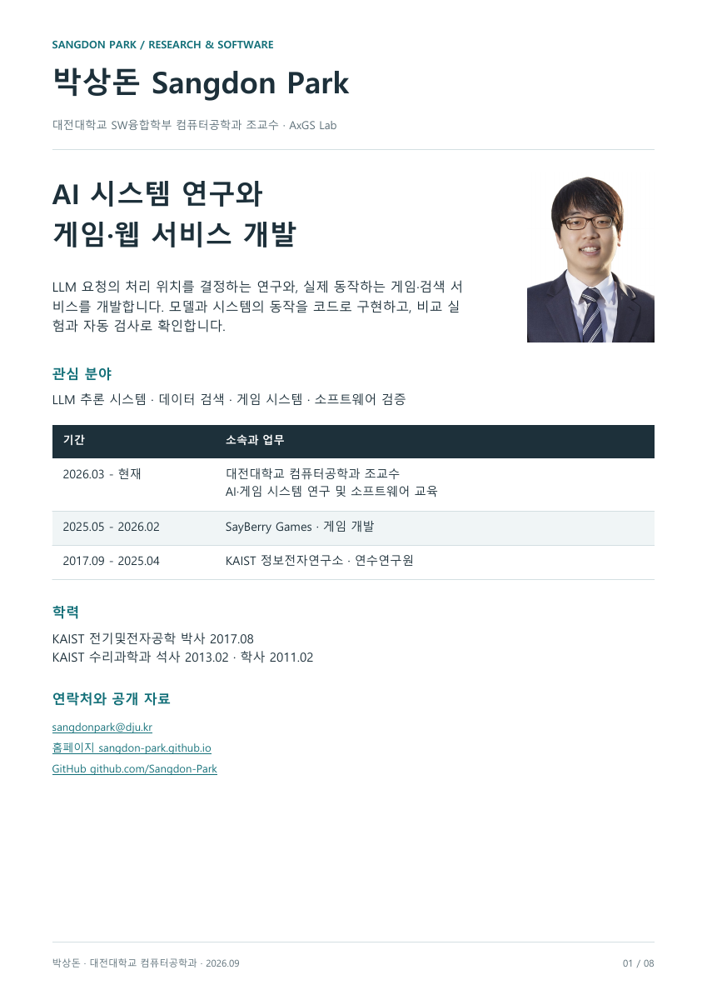 SANGDON PARK / RESEARCH & SOFTWARE
박상돈 Sangdon Park
대전대학교 SW융합학부 컴퓨터공학과 조교수 · AxGS Lab
AI 시스템 연구와
게임·웹 서비스 개발
LLM 요청의 처리 위치를 결정하는 연구와, 실제 동작하는 게임·검색 서
비스를 개발합니다. 모델과 시스템의 동작을 코드로 구현하고, 비교 실
험과 자동 검사로 확인합니다.
관심 분야
LLM 추론 시스템 · 데이터 검색 · 게임 시스템 · 소프트웨어 검증
기간 소속과 업무
2026.03 - 현재 대전대학교 컴퓨터공학과 조교수
AI·게임 시스템 연구 및 소프트웨어 교육
2025.05 - 2026.02 SayBerry Games · 게임 개발
2017.09 - 2025.04 KAIST 정보전자연구소 · 연수연구원
학력
KAIST 전기및전자공학 박사 2017.08
KAIST 수리과학과 석사 2013.02 · 학사 2011.02
연락처와 공개 자료
sangdonpark@dju.kr
홈페이지 sangdon-park.github.io
GitHub github.com/Sangdon-Park
박상돈 · 대전대학교 컴퓨터공학과 · 2026.09 01 / 08